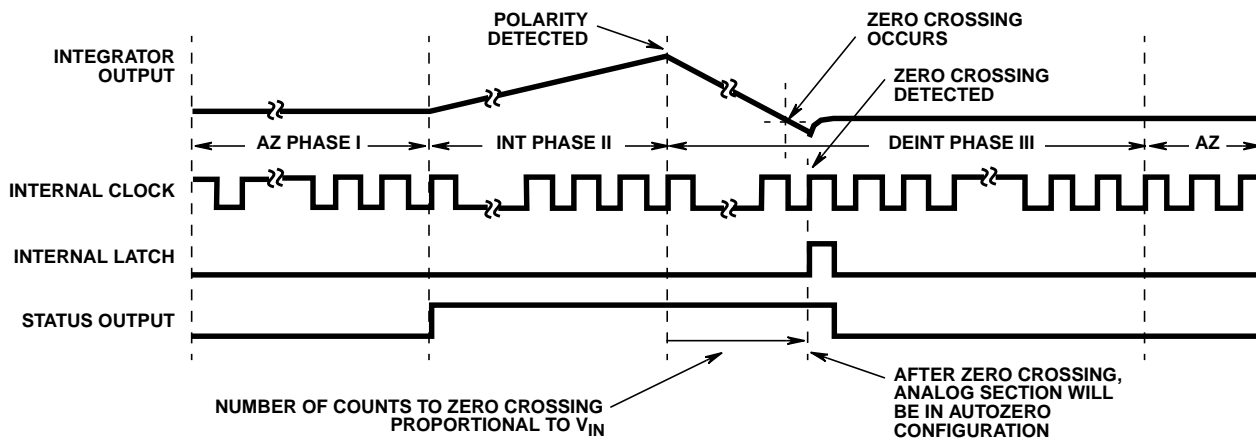 POLARITY
DETECTED
ZERO CROSSING
OCCURS
INTEGRATOR
OUTPUT
ZERO CROSSING
DETECTED
AZ PHASE I
INT PHASE II
DEINT PHASE III
AZ
INTERNAL CLOCK
INTERNAL LATCH
STATUS OUTPUT
NUMBER OF COUNTS TO ZERO CROSSING
PROPORTIONAL TO VIN
AFTER ZERO CROSSING,
ANALOG SECTION WILL
BE IN AUTOZERO
CONFIGURATION